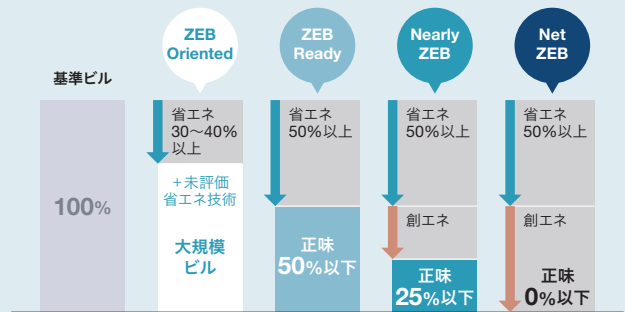 ZEB
Oriented
ZEB
Ready
Nearly
ZEB
Net
ZEB
基準ビル
100%
省エネ
30〜40%
以上
+未評価
省エネ技術
大規模
ビル
省エネ
50%以上
正味
50%以下
省エネ
50%以上
創エネ
正味
25%以下
省エネ
50%以上
創エネ
正味
0%以下